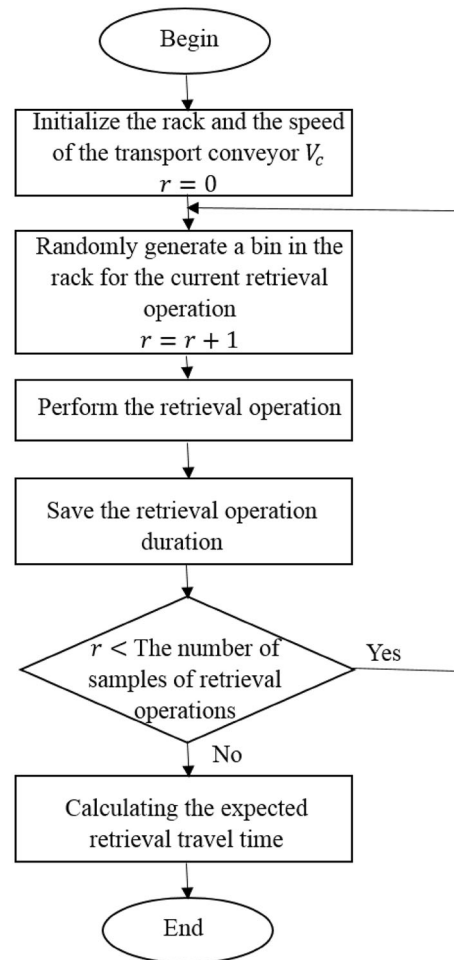 Begin
Initialize the rack and the speed
of the transport conveyor V_c
r = 0
Randomly generate a bin in the
rack for the current retrieval
operation
r = r + 1
Perform the retrieval operation
Save the retrieval operation
duration
r < The number of
samples of retrieval
operations
Yes
No
Calculating the expected
retrieval travel time
End